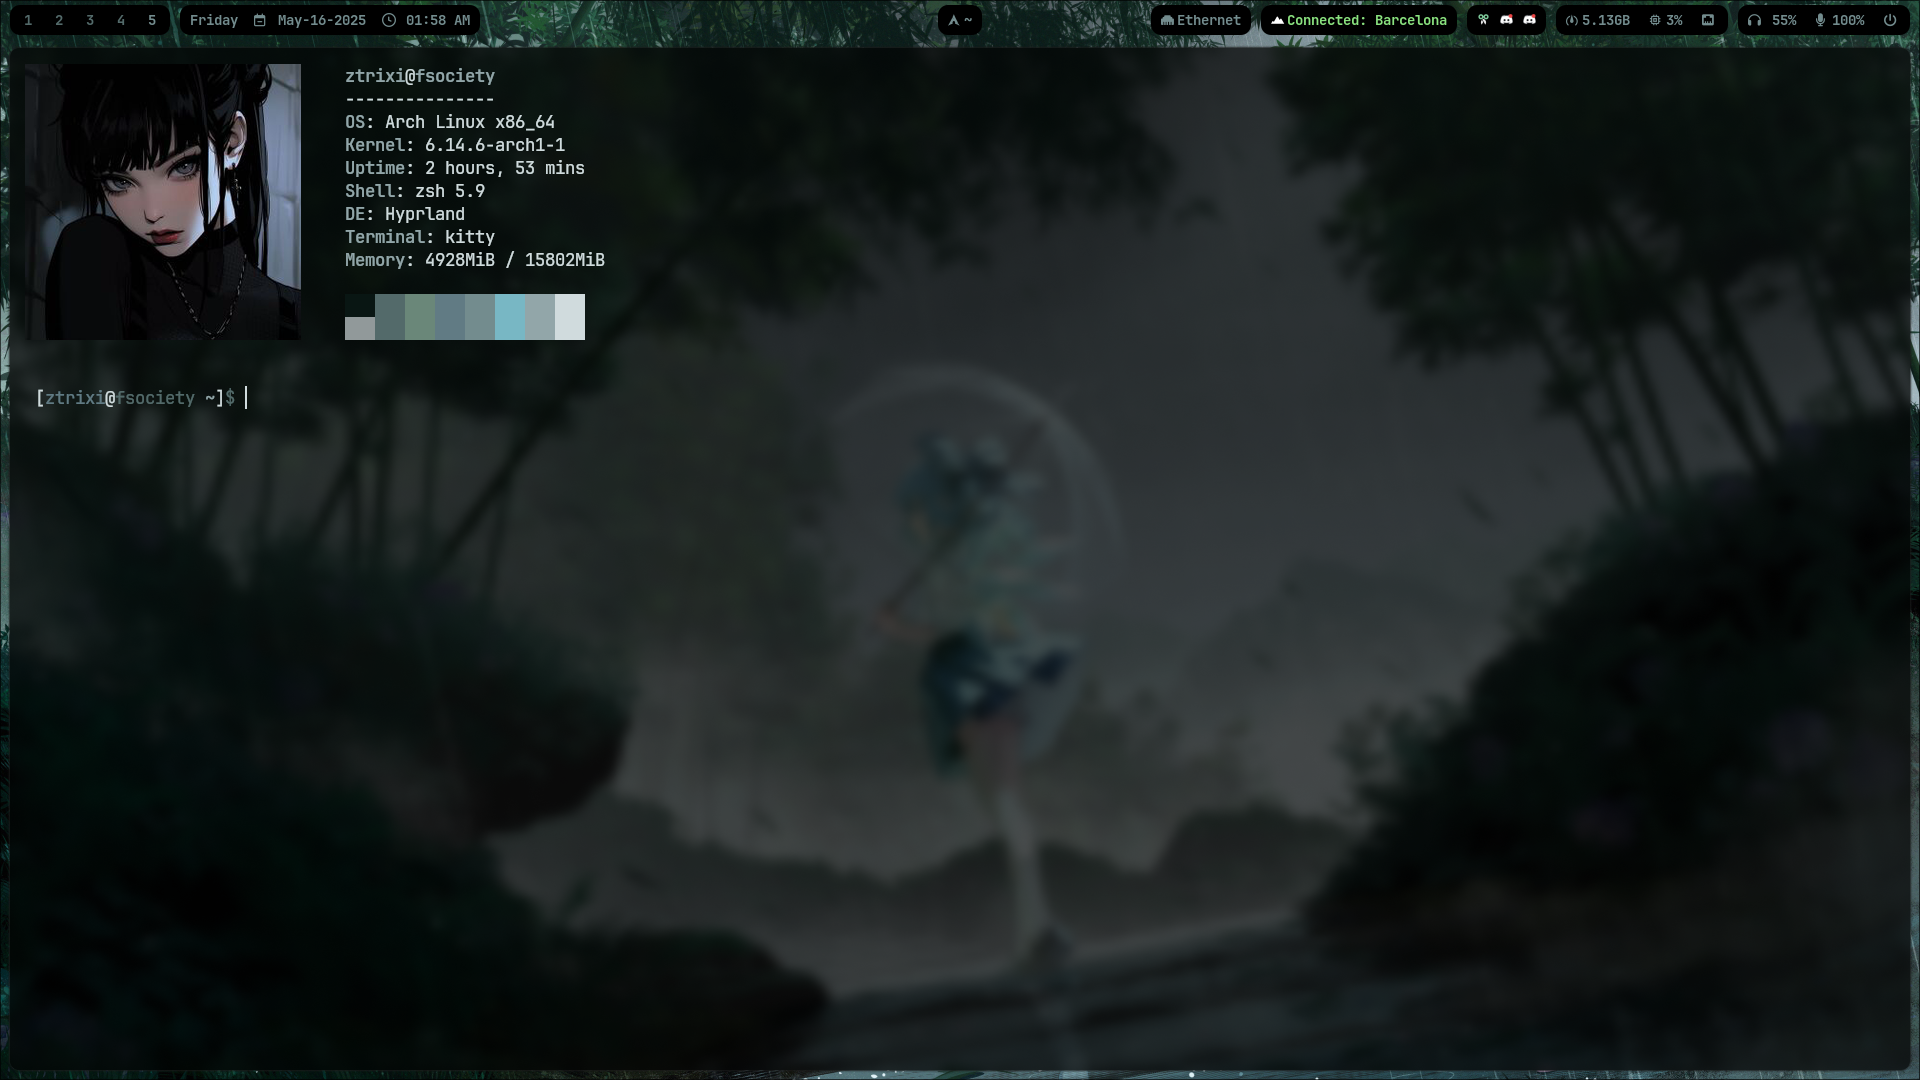 1 2 3 4 5 Friday May-16-2025 01:58 AM ~ Ethernet Connected: Barcelona 5.13GB 3% 55% 100%
ztrixi@fsociety
---------------
OS: Arch Linux x86_64
Kernel: 6.14.6-arch1-1
Uptime: 2 hours, 53 mins
Shell: zsh 5.9
DE: Hyprland
Terminal: kitty
Memory: 4928MiB / 15802MiB
[ztrixi@fsociety ~]$